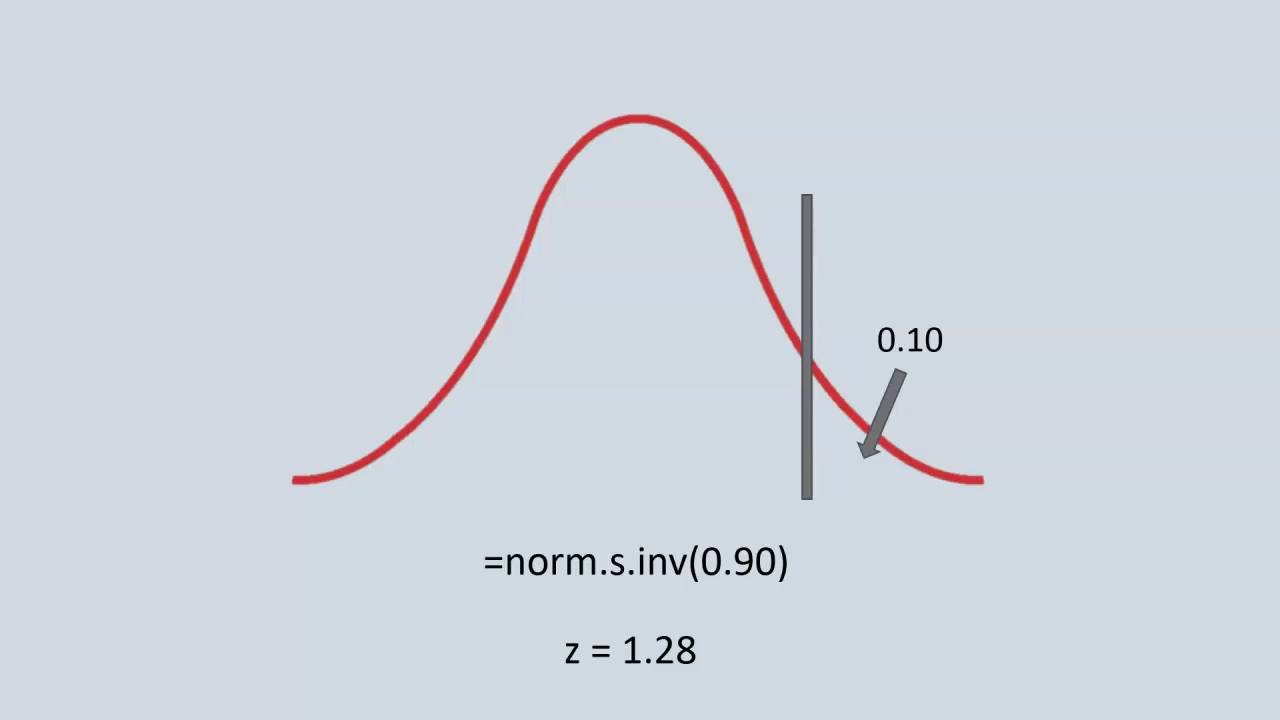 0.10
=norm.s.inv(0.90)
z = 1.28